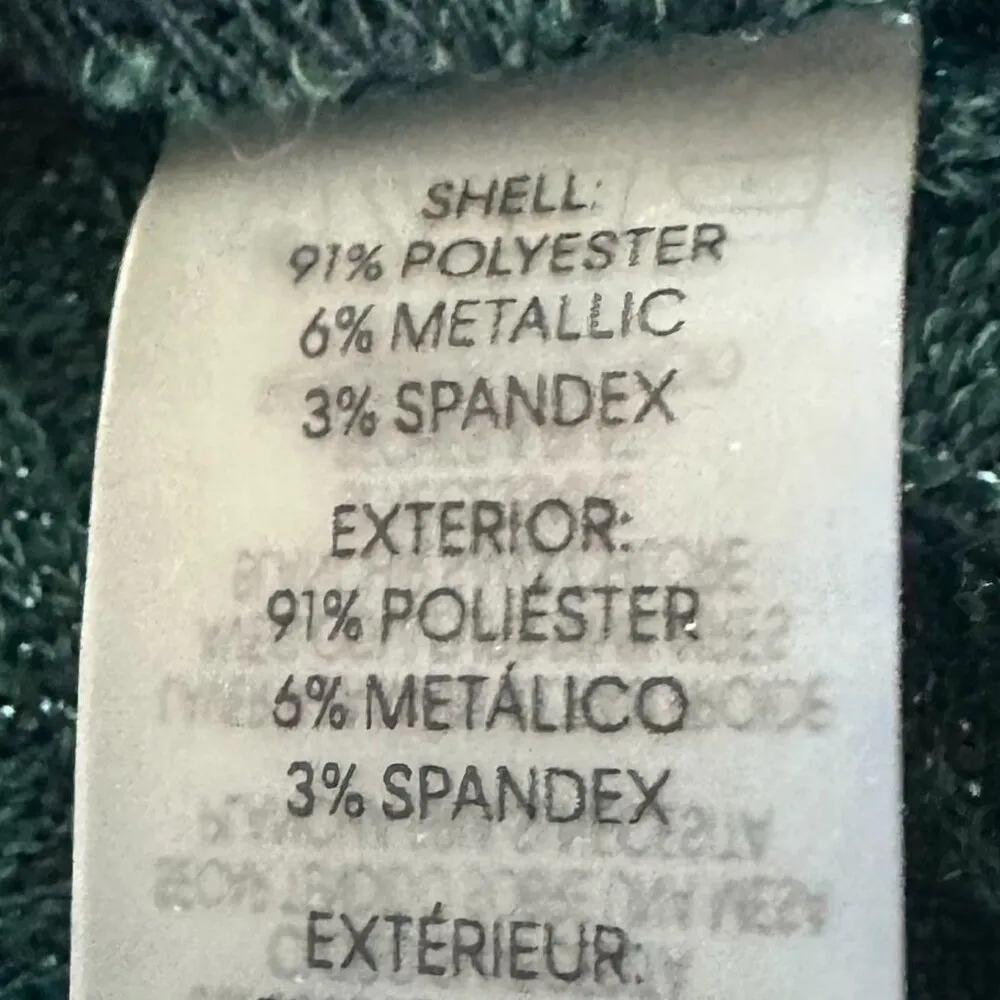 SHELL:
91% POLYESTER
6% METALLIC
3% SPANDEX
EXTERIOR:
91% POLIÉSTER
6% METÁLICO
3% SPANDEX
EXTÉRIEUR: